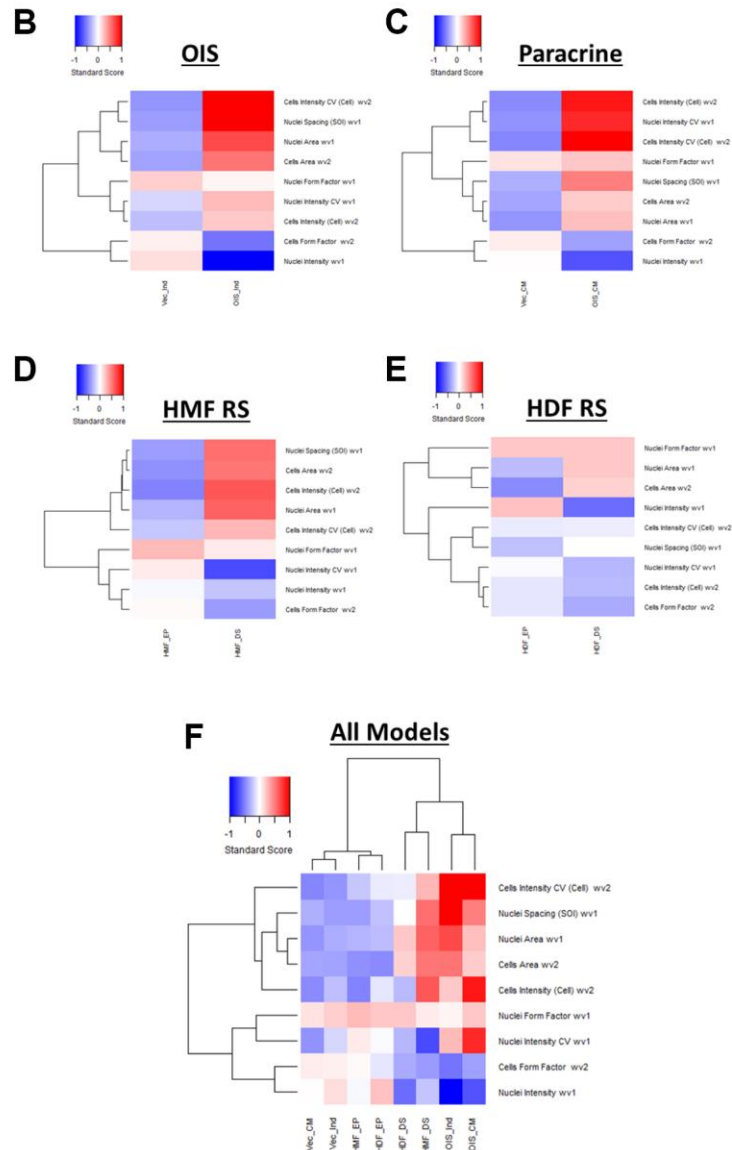 B
-1 0 1
Standard Score
OIS
Cells Intensity CV (Cell) wv2
Nuclei Spacing (SOI) wv1
Nuclei Area wv1
Cells Area wv2
Nuclei Form Factor wv1
Nuclei Intensity CV wv1
Cells Intensity (Cell) wv2
Cells Form Factor wv2
Nuclei Intensity wv1
Vec_Ind
OIS_Ind
C
-1 0 1
Standard Score
Paracrine
Cells Intensity (Cell) wv2
Nuclei Intensity CV wv1
Cells Intensity CV (Cell) wv2
Nuclei Form Factor wv1
Nuclei Spacing (SOI) wv1
Cells Area wv2
Nuclei Area wv1
Cells Form Factor wv2
Nuclei Intensity wv1
Vec_CM
OIS_CM
D
-1 0 1
Standard Score
HMF RS
Nuclei Spacing (SOI) wv1
Cells Area wv2
Cells Intensity (Cell) wv2
Nuclei Area wv1
Cells Intensity CV (Cell) wv2
Nuclei Form Factor wv1
Nuclei Intensity CV wv1
Nuclei Intensity wv1
Cells Form Factor wv2
HMF_EP
HMF_DS
E
-1 0 1
Standard Score
HDF RS
Nuclei Form Factor wv1
Nuclei Area wv1
Cells Area wv2
Nuclei Intensity wv1
Cells Intensity CV (Cell) wv2
Nuclei Spacing (SOI) wv1
Nuclei Intensity CV wv1
Cells Intensity (Cell) wv2
Cells Form Factor wv2
HDF_EP
HDF_DS
F
All Models
-1 0 1
Standard Score
Cells Intensity CV (Cell) wv2
Nuclei Spacing (SOI) wv1
Nuclei Area wv1
Cells Area wv2
Cells Intensity (Cell) wv2
Nuclei Form Factor wv1
Nuclei Intensity CV wv1
Cells Form Factor wv2
Nuclei Intensity wv1
Vec_CM
Vec_Ind
HMF_EP
HDF_EP
HDF_DS
HMF_DS
OIS_Ind
OIS_CM